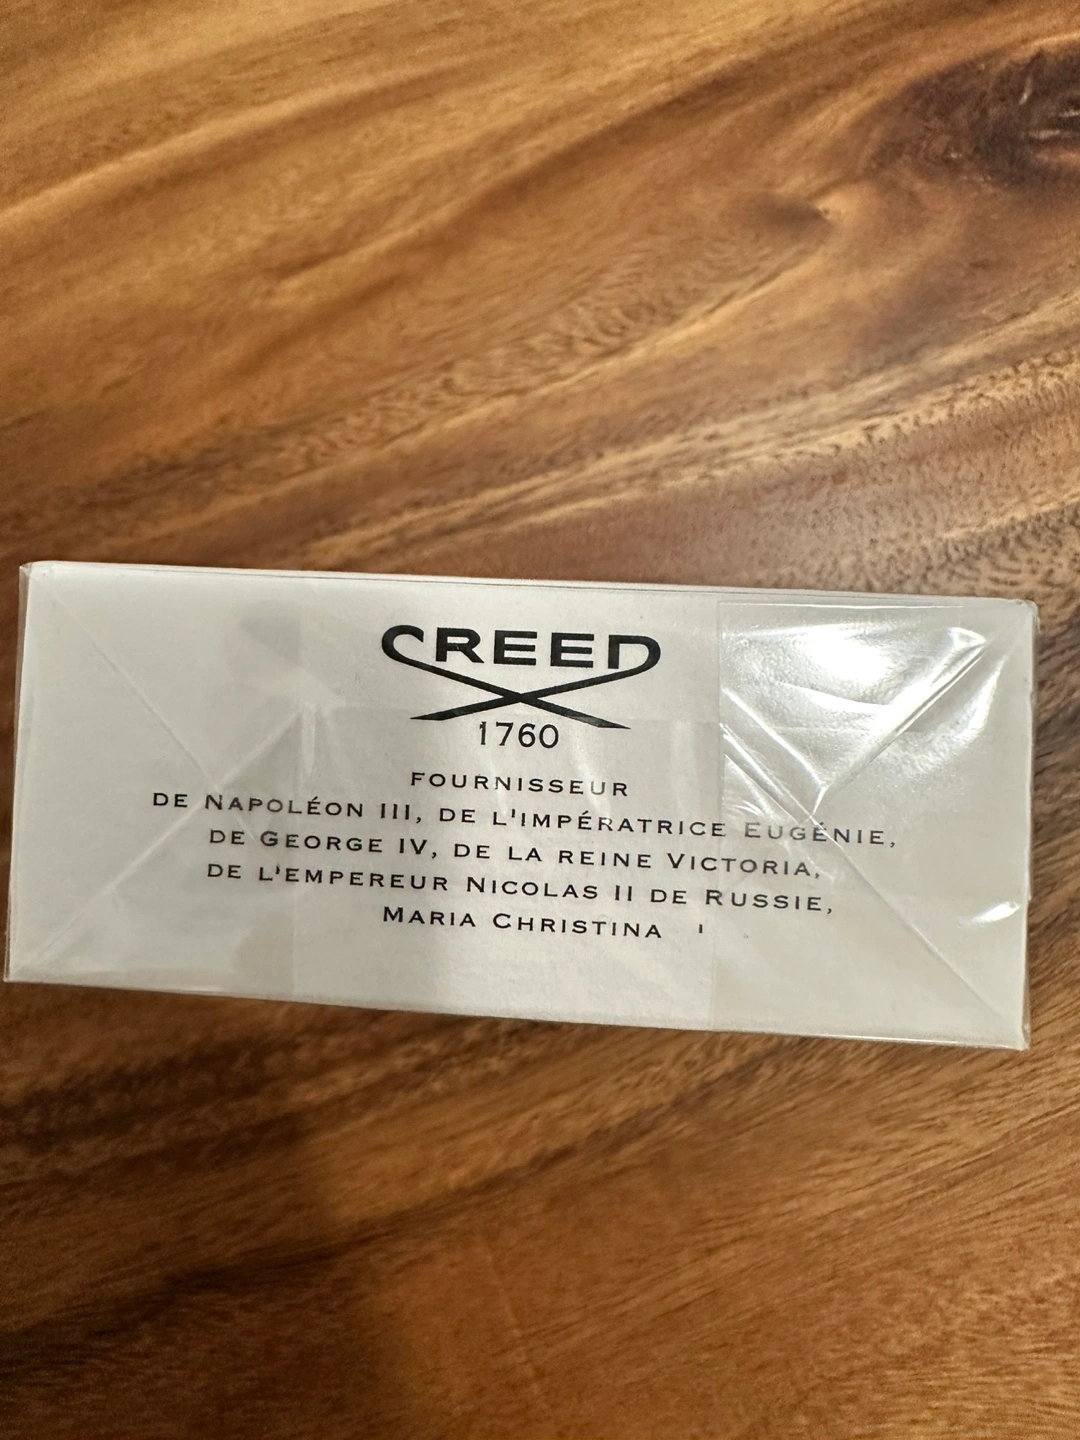 CREED
1760
FOURNISSEUR
DE NAPOLÉON III, DE L'IMPÉRATRICE EUGÉNIE,
DE GEORGE IV, DE LA REINE VICTORIA,
DE L'EMPEREUR NICOLAS II DE RUSSIE,
MARIA CHRISTINA